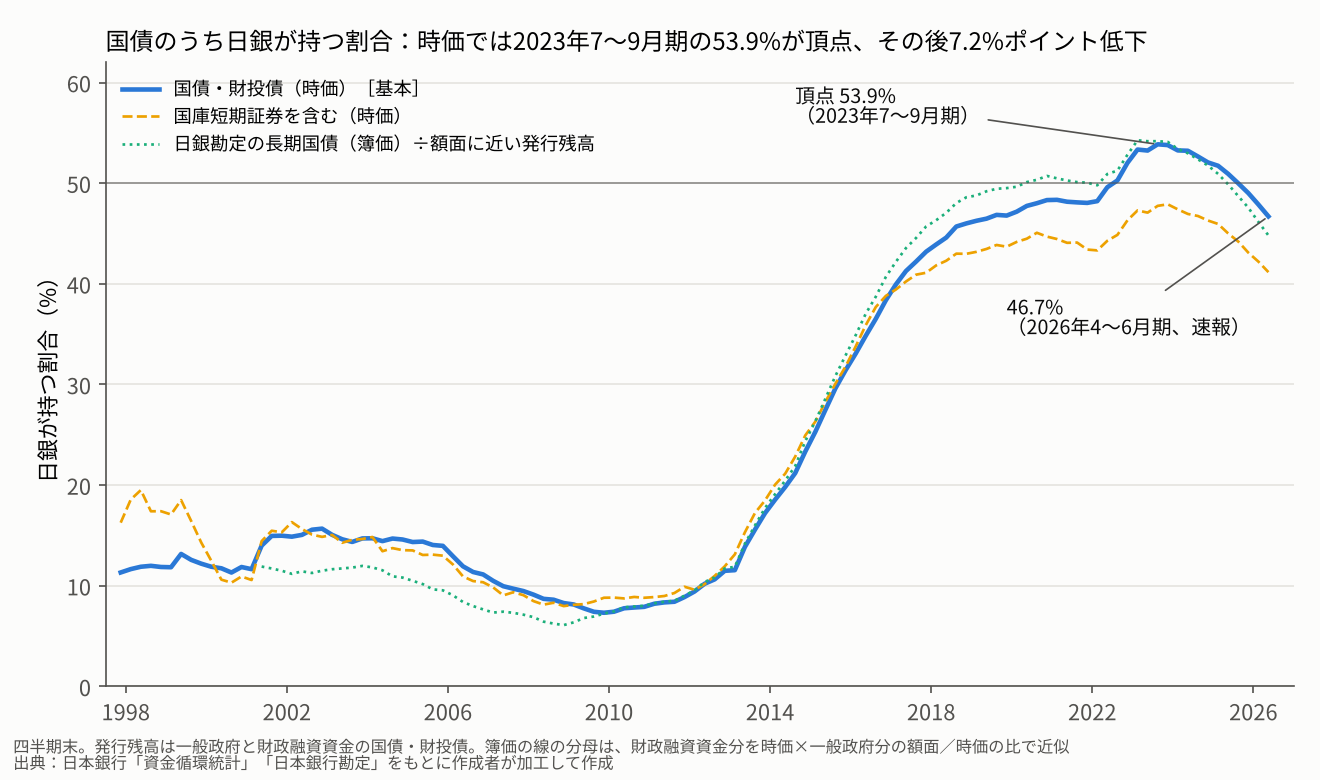 国債のうち日銀が持つ割合：時価では2023年7～9月期の53.9%が頂点、その後7.2%ポイント低下
国債・財投債（時価）［基本］
国庫短期証券を含む（時価）
日銀勘定の長期国債（簿価）÷額面に近い発行残高
頂点 53.9%
（2023年7～9月期）
46.7%
（2026年4～6月期、速報）
日銀が持つ割合（%）
60
50
40
30
20
10
0
1998
2002
2006
2010
2014
2018
2022
2026
四半期末。発行残高は一般政府と財政融資資金の国債・財投債。簿価の線の分母は、財政融資資金分を時価×一般政府分の額面／時価の比で近似
出典：日本銀行「資金循環統計」「日本銀行勘定」をもとに作成者が加工して作成